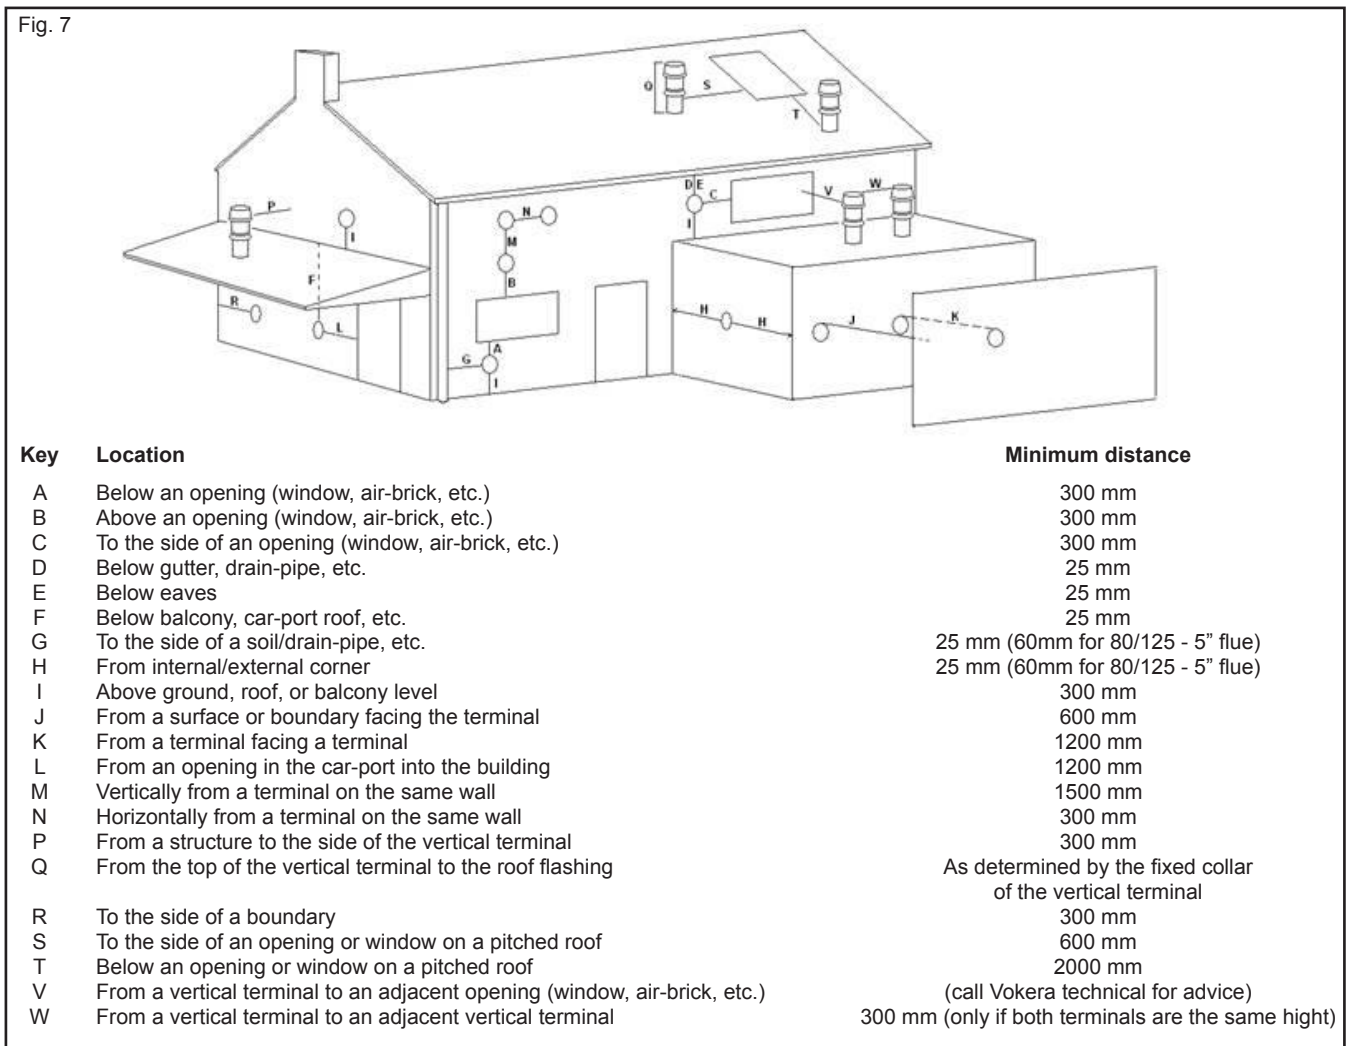 Fig. 7
Q
S
T
D E
C
V
W
I
P
I
N
M
B
F
R
L
H
H
J
K
A
G
I
Key Location Minimum distance
A Below an opening (window, air-brick, etc.) 300 mm
B Above an opening (window, air-brick, etc.) 300 mm
C To the side of an opening (window, air-brick, etc.) 300 mm
D Below gutter, drain-pipe, etc. 25 mm
E Below eaves 25 mm
F Below balcony, car-port roof, etc. 25 mm
G To the side of a soil/drain-pipe, etc. 25 mm (60mm for 80/125 - 5” flue)
H From internal/external corner 25 mm (60mm for 80/125 - 5” flue)
I Above ground, roof, or balcony level 300 mm
J From a surface or boundary facing the terminal 600 mm
K From a terminal facing a terminal 1200 mm
L From an opening in the car-port into the building 1200 mm
M Vertically from a terminal on the same wall 1500 mm
N Horizontally from a terminal on the same wall 300 mm
P From a structure to the side of the vertical terminal 300 mm
Q From the top of the vertical terminal to the roof flashing As determined by the fixed collar
of the vertical terminal
R To the side of a boundary 300 mm
S To the side of an opening or window on a pitched roof 600 mm
T Below an opening or window on a pitched roof 2000 mm
V From a vertical terminal to an adjacent opening (window, air-brick, etc.) (call Vokera technical for advice)
W From a vertical terminal to an adjacent vertical terminal 300 mm (only if both terminals are the same hight)